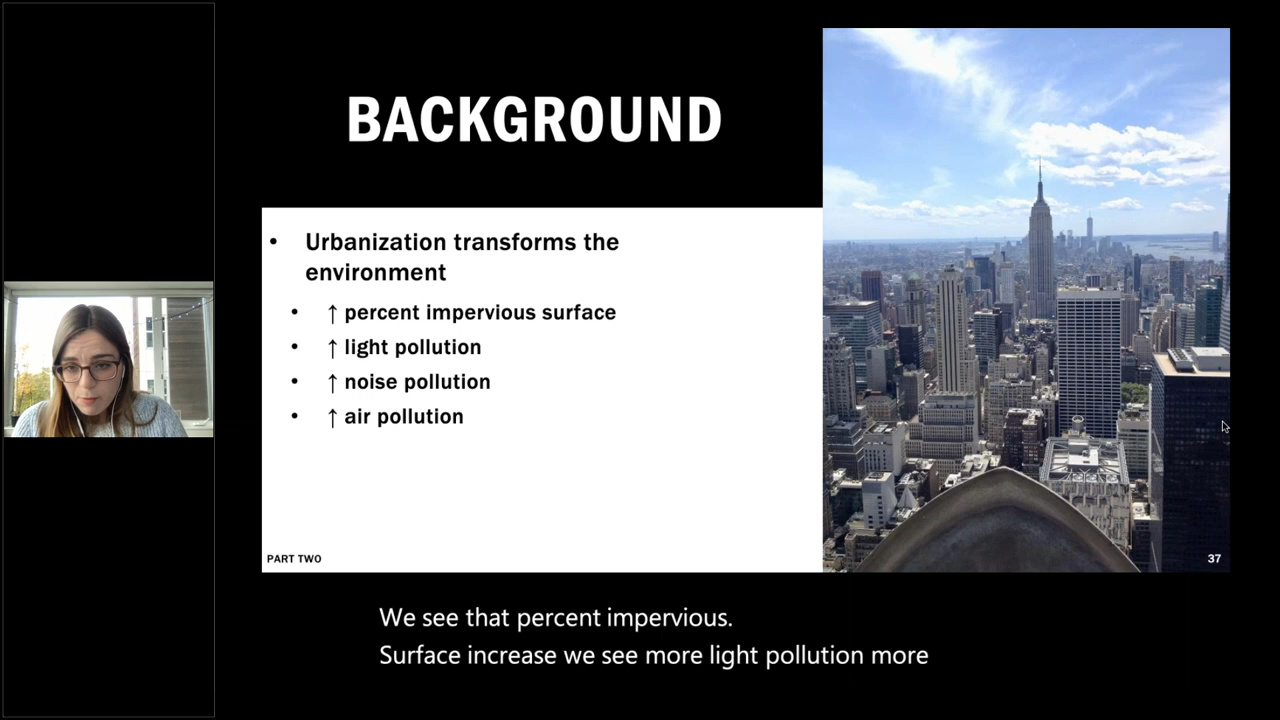 BACKGROUND
• Urbanization transforms the
environment
• ↑ percent impervious surface
• ↑ light pollution
• ↑ noise pollution
• ↑ air pollution
PART TWO
37
We see that percent impervious.
Surface increase we see more light pollution more